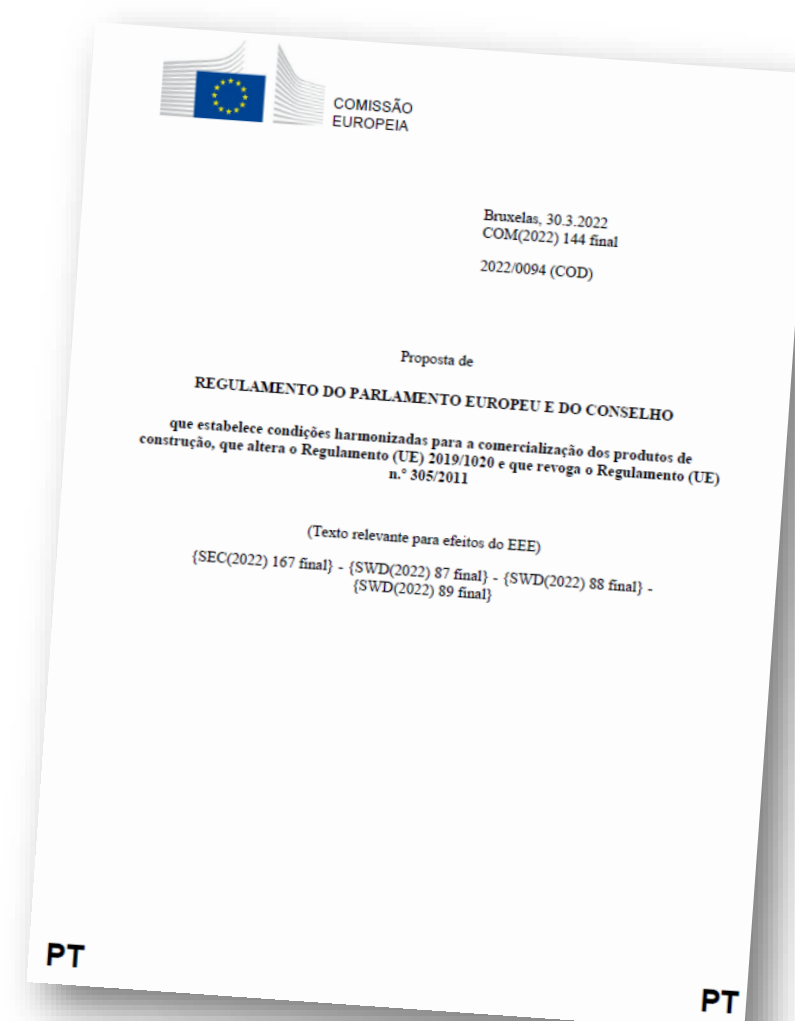 COMISSÃO
EUROPEIA
Bruxelas, 30.3.2022
COM(2022) 144 final
2022/0094 (COD)
Proposta de
REGULAMENTO DO PARLAMENTO EUROPEU E DO CONSELHO
que estabelece condições harmonizadas para a comercialização dos produtos de
construção, que altera o Regulamento (UE) 2019/1020 e que revoga o Regulamento (UE)
n.° 305/2011
(Texto relevante para efeitos do EEE)
{SEC(2022) 167 final} - {SWD(2022) 87 final} - {SWD(2022) 88 final} -
{SWD(2022) 89 final}
PT
PT